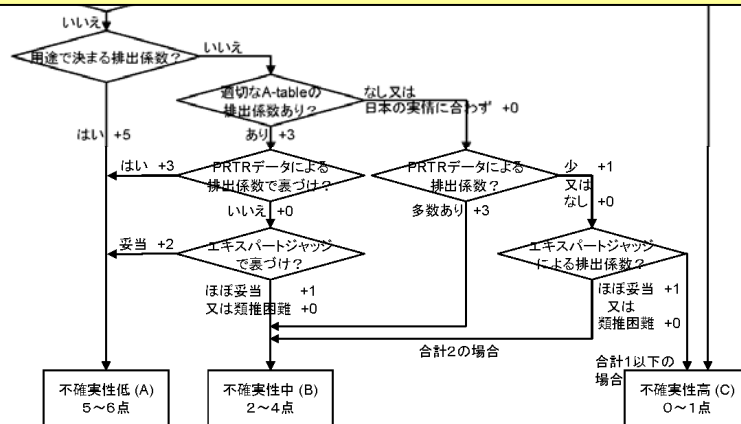 いいえ
用途で決まる排出係数？
いいえ
適切なA-tableの
排出係数あり？
なし又は
日本の実情に合わず +0
はい +5
あり +3
はい +3
PRTRデータによる
排出係数で裏づけ？
PRTRデータによる
排出係数？
少 +1
又は
なし +0
いいえ +0
多数あり +3
妥当 +2
エキスパートジャッジ
で裏づけ？
エキスパートジャッジ
による排出係数？
ほぼ妥当 +1
又は類推困難 +0
ほぼ妥当 +1
又は
類推困難 +0
合計2の場合
合計1以下の
場合
不確実性低 (A)
5～6点
不確実性中 (B)
2～4点
不確実性高 (C)
0～1点